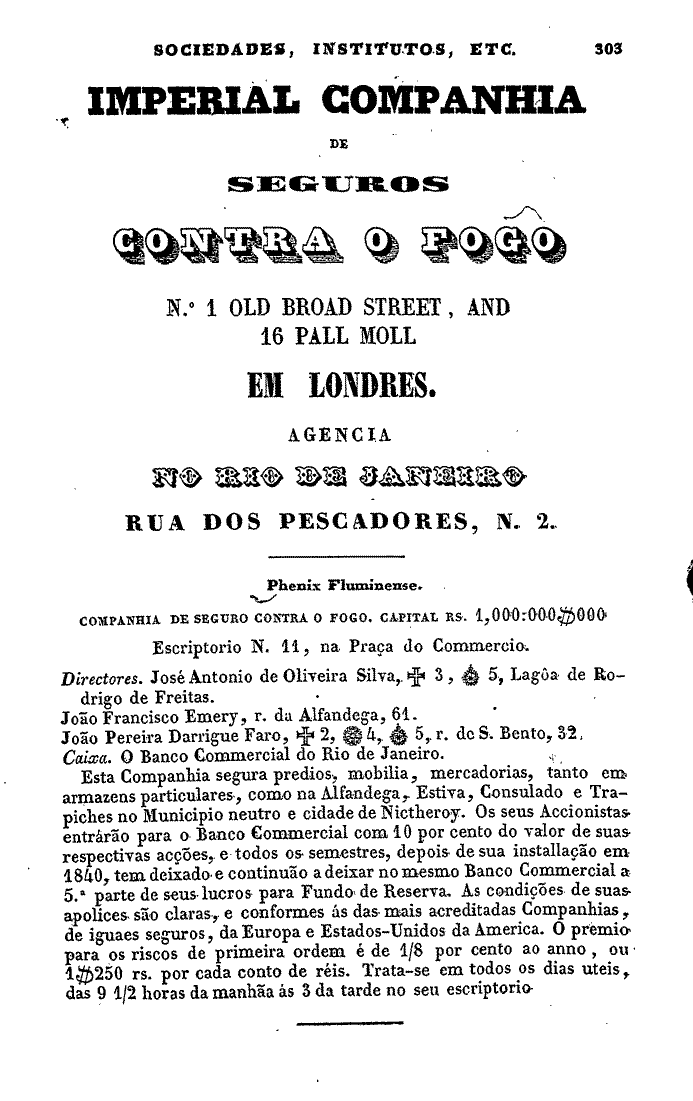 SOCIEDADES, INSTITUTOS, ETC. 303
IMPERIAL COMPANHIA
DE
SEGUROS
CONTRA O FOGO
N.º 1 OLD BROAD STREET, AND
16 PALL MOLL
EM LONDRES.
AGENCIA
NO RIO DE JANEIRO
RUA DOS PESCADORES, N. 2.
Phenix Fluminense.
COMPANHIA DE SEGURO CONTRA O FOGO. CAPITAL RS. 1,000:000$000
Escriptorio N. 11, na Praça do Commercio.
Directores. José Antonio de Oliveira Silva, ✠ 3, 5, Lagôa de Ro-
drigo de Freitas.
João Francisco Emery, r. da Alfandega, 61.
João Pereira Darrigue Faro, ✠ 2, 4, 5, r. de S. Bento, 32.
Caixa. O Banco Commercial do Rio de Janeiro.
Esta Companhia segura predios, mobilia, mercadorias, tanto em
armazens particulares, como na Alfandega, Estiva, Consulado e Tra-
piches no Municipio neutro e cidade de Nictheroy. Os seus Accionistas
entrárão para o Banco Commercial com 10 por cento do valor de suas
respectivas acções, e todos os semestres, depois de sua installação em
1840, tem deixado e continuão a deixar no mesmo Banco Commercial a
5.ª parte de seus lucros para Fundo de Reserva. As condições de suas
apolices são claras, e conformes ás das mais acreditadas Companhias,
de iguaes seguros, da Europa e Estados-Unidos da America. O premio
para os riscos de primeira ordem é de 1/8 por cento ao anno, ou
1$250 rs. por cada conto de réis. Trata-se em todos os dias uteis,
das 9 1/2 horas da manhãa ás 3 da tarde no seu escriptorio